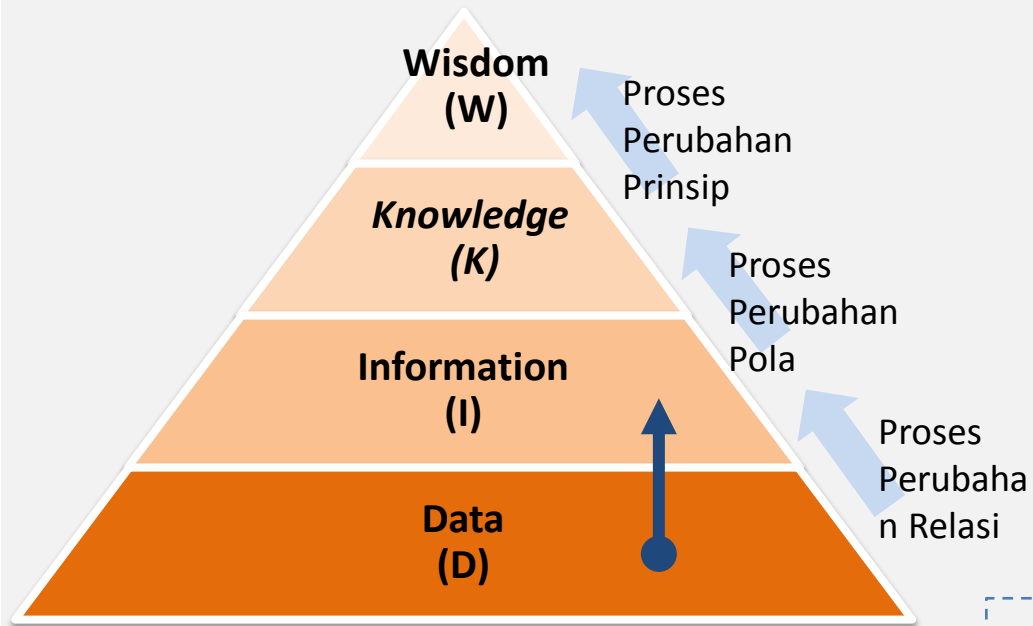 Wisdom
(W)
Proses
Perubahan
Prinsip
Knowledge
(K)
Proses
Perubahan
Pola
Information
(I)
Proses
Perubaha
n Relasi
Data
(D)